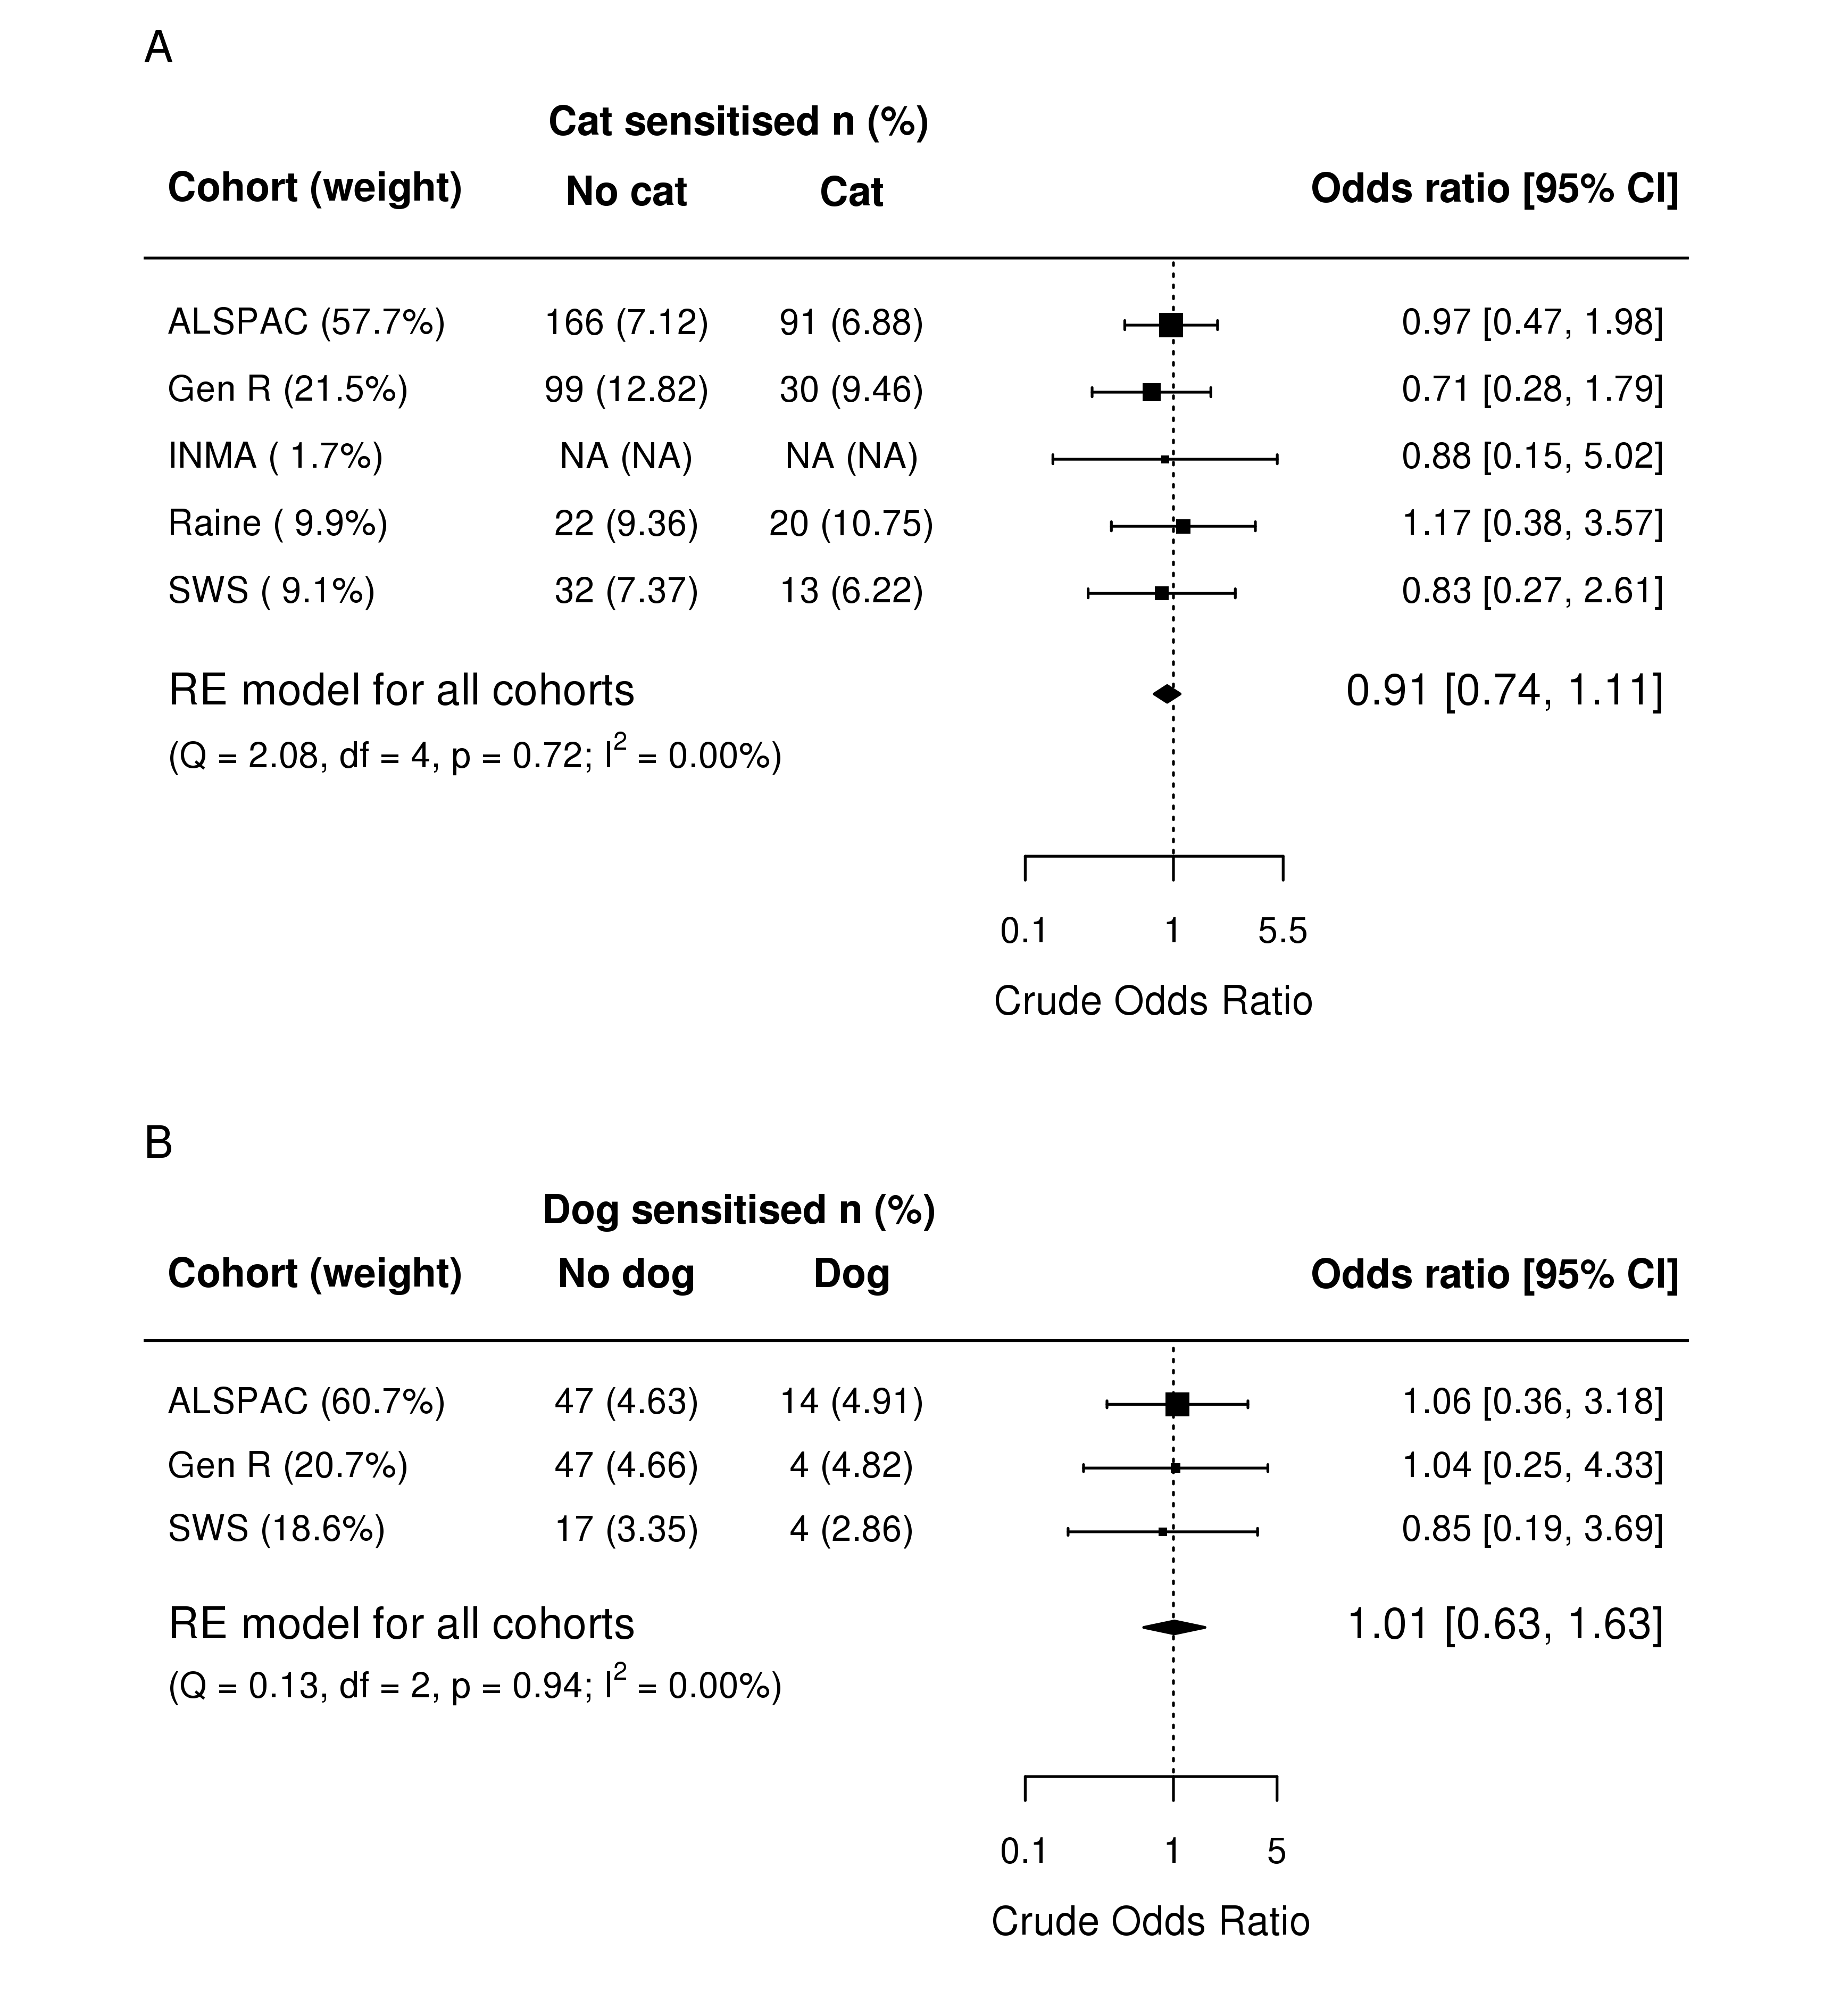 A
Cat sensitised n (%)
Cohort (weight) No cat Cat Odds ratio [95% CI]
ALSPAC (57.7%) 166 (7.12) 91 (6.88) 0.97 [0.47, 1.98]
Gen R (21.5%) 99 (12.82) 30 (9.46) 0.71 [0.28, 1.79]
INMA ( 1.7%) NA (NA) NA (NA) 0.88 [0.15, 5.02]
Raine ( 9.9%) 22 (9.36) 20 (10.75) 1.17 [0.38, 3.57]
SWS ( 9.1%) 32 (7.37) 13 (6.22) 0.83 [0.27, 2.61]
RE model for all cohorts 0.91 [0.74, 1.11]
(Q = 2.08, df = 4, p = 0.72; I² = 0.00%)
0.1 1 5.5
Crude Odds Ratio
B
Dog sensitised n (%)
Cohort (weight) No dog Dog Odds ratio [95% CI]
ALSPAC (60.7%) 47 (4.63) 14 (4.91) 1.06 [0.36, 3.18]
Gen R (20.7%) 47 (4.66) 4 (4.82) 1.04 [0.25, 4.33]
SWS (18.6%) 17 (3.35) 4 (2.86) 0.85 [0.19, 3.69]
RE model for all cohorts 1.01 [0.63, 1.63]
(Q = 0.13, df = 2, p = 0.94; I² = 0.00%)
0.1 1 5
Crude Odds Ratio